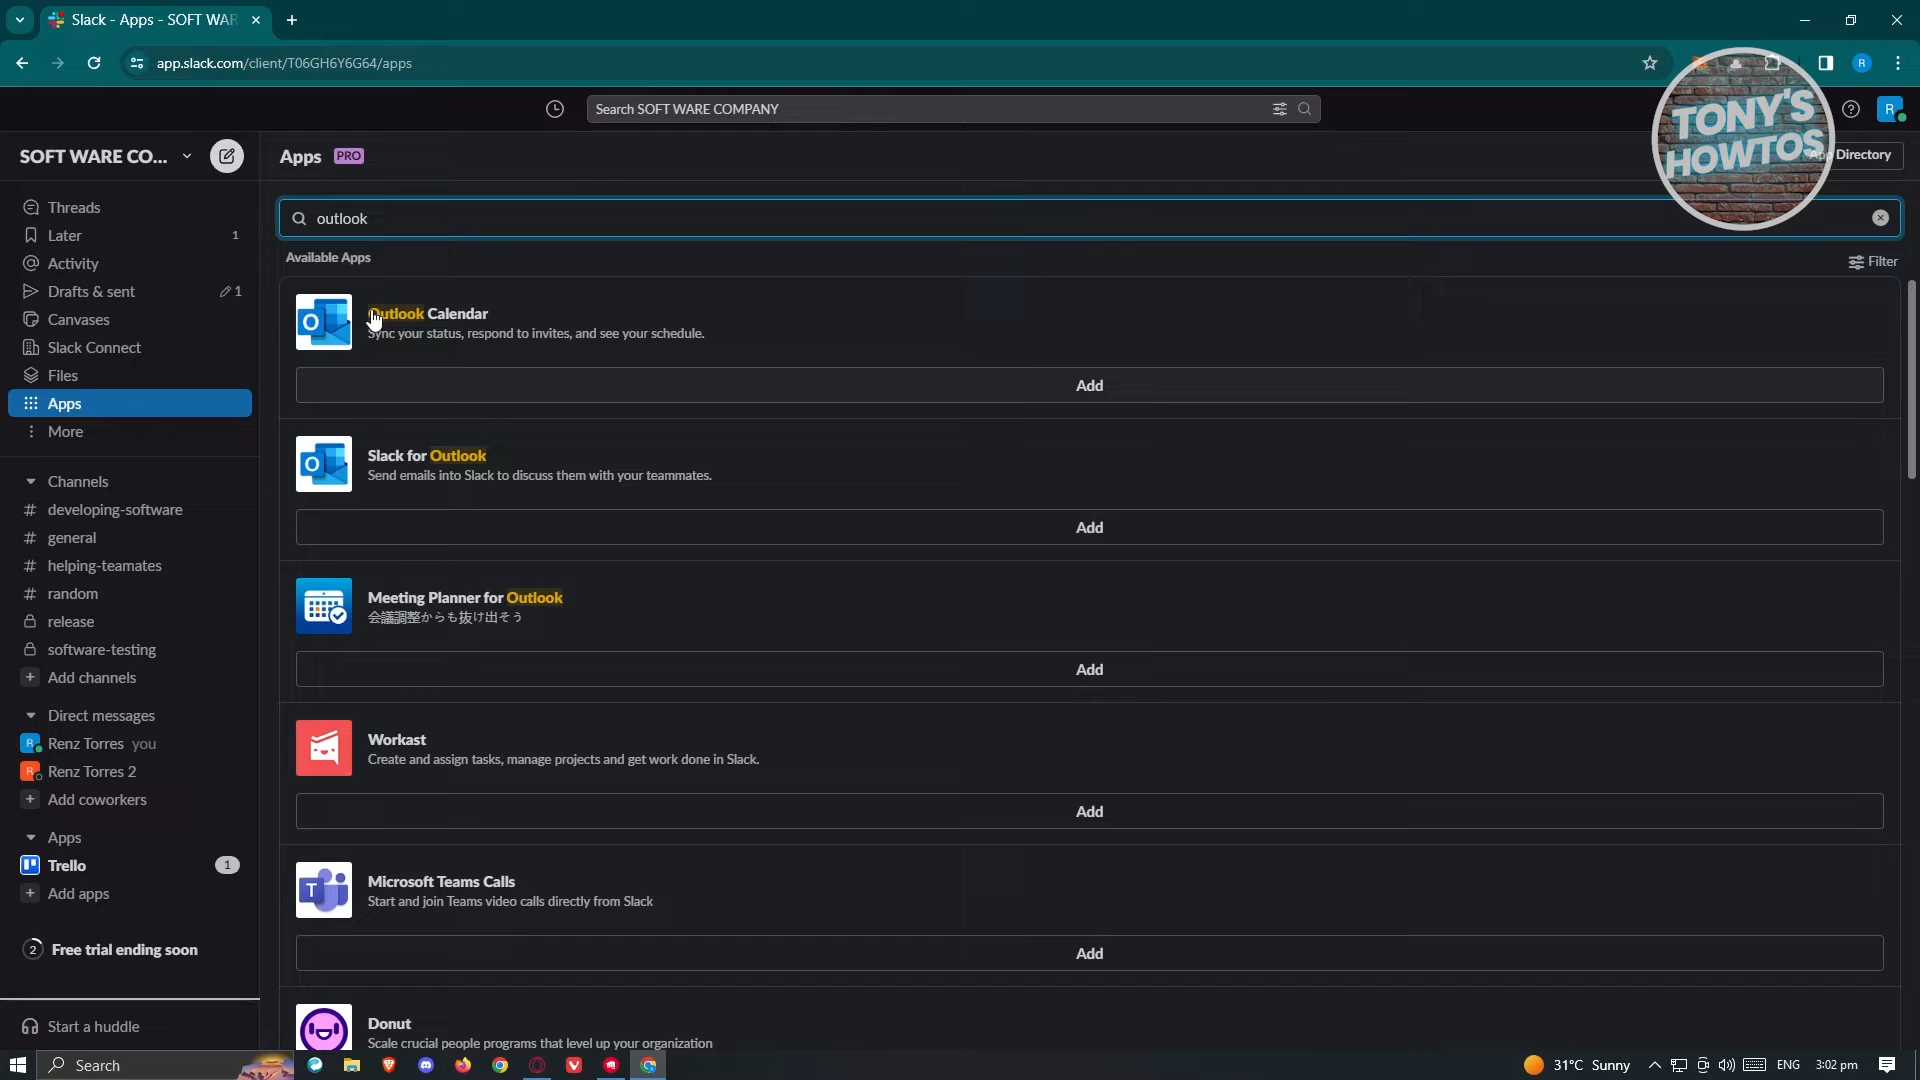 Slack - Apps - SOFT WAR
app.slack.com/client/T06GH6Y6G64/apps
R
Search SOFT WARE COMPANY
R
TONY'S
HOWTOS
SOFT WARE CO...
Apps PRO
App Directory
Threads
Later 1
Activity
Drafts & sent 1
Canvases
Slack Connect
Files
Apps
More
Channels
# developing-software
# general
# helping-teamates
# random
release
software-testing
+ Add channels
Direct messages
R Renz Torres you
R Renz Torres 2
+ Add coworkers
Apps
Trello 1
+ Add apps
2 Free trial ending soon
Start a huddle
outlook
Available Apps
Filter
Outlook Calendar
Sync your status, respond to invites, and see your schedule.
Add
Slack for Outlook
Send emails into Slack to discuss them with your teammates.
Add
Meeting Planner for Outlook
会議調整からも抜け出そう
Add
Workast
Create and assign tasks, manage projects and get work done in Slack.
Add
Microsoft Teams Calls
Start and join Teams video calls directly from Slack
Add
Donut
Scale crucial people programs that level up your organization
Search
31°C Sunny
ENG
3:02 pm